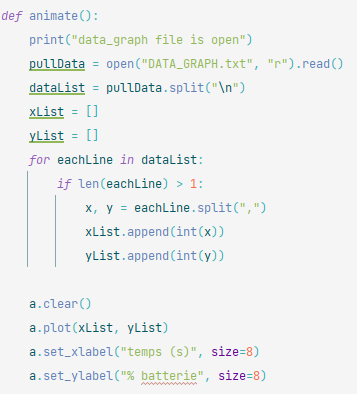 def animate():
    print("data_graph file is open")
    pullData = open("DATA_GRAPH.txt", "r").read()
    dataList = pullData.split("\n")
    xList = []
    yList = []
    for eachLine in dataList:
        if len(eachLine) > 1:
            x, y = eachLine.split(",")
            xList.append(int(x))
            yList.append(int(y))

    a.clear()
    a.plot(xList, yList)
    a.set_xlabel("temps (s)", size=8)
    a.set_ylabel("% batterie", size=8)